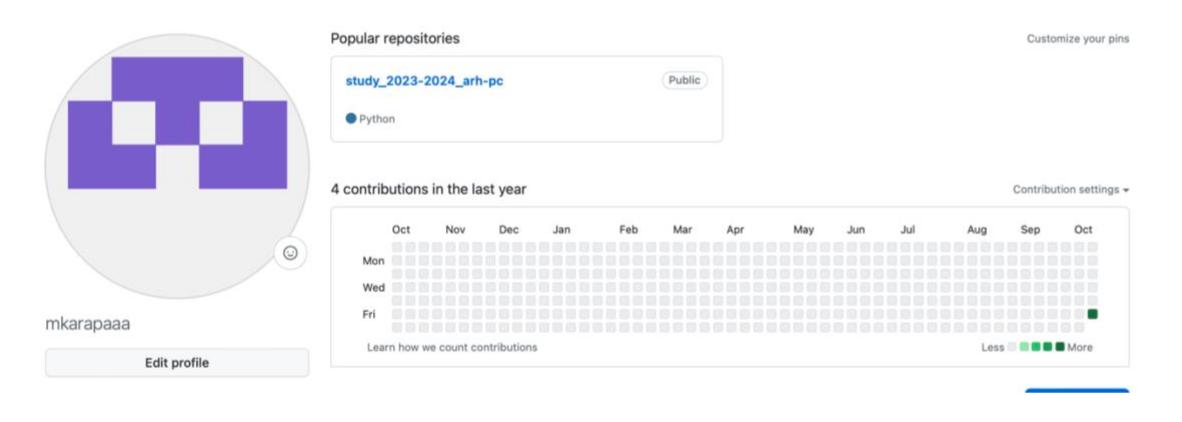 Popular repositories
Customize your pins
study_2023-2024_arh-pc
Public
Python
4 contributions in the last year
Contribution settings
Oct Nov Dec Jan Feb Mar Apr May Jun Jul Aug Sep Oct
Mon
Wed
Fri
Learn how we count contributions
Less More
mkarapaaa
Edit profile